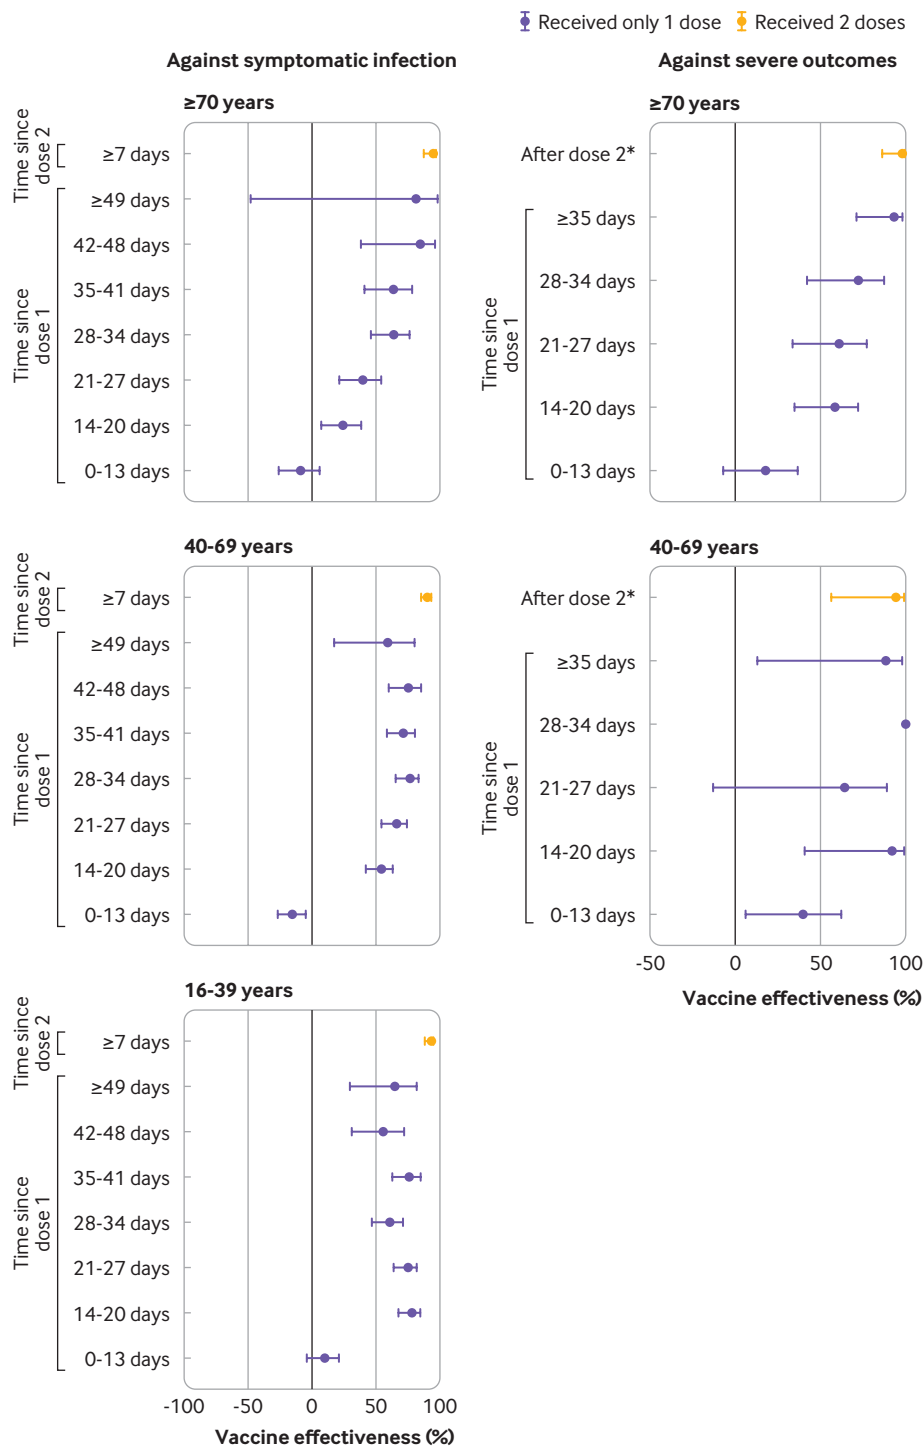 Received only 1 dose Received 2 doses
Against symptomatic infection
≥70 years
Time since
dose 2
≥7 days
Time since
dose 1
≥49 days
42-48 days
35-41 days
28-34 days
21-27 days
14-20 days
0-13 days
40-69 years
Time since
dose 2
≥7 days
Time since
dose 1
≥49 days
42-48 days
35-41 days
28-34 days
21-27 days
14-20 days
0-13 days
16-39 years
Time since
dose 2
≥7 days
Time since
dose 1
≥49 days
42-48 days
35-41 days
28-34 days
21-27 days
14-20 days
0-13 days
-100 -50 0 50 100
Vaccine effectiveness (%)
Against severe outcomes
≥70 years
After dose 2*
Time since
dose 1
≥35 days
28-34 days
21-27 days
14-20 days
0-13 days
40-69 years
After dose 2*
Time since
dose 1
≥35 days
28-34 days
21-27 days
14-20 days
0-13 days
-50 0 50 100
Vaccine effectiveness (%)